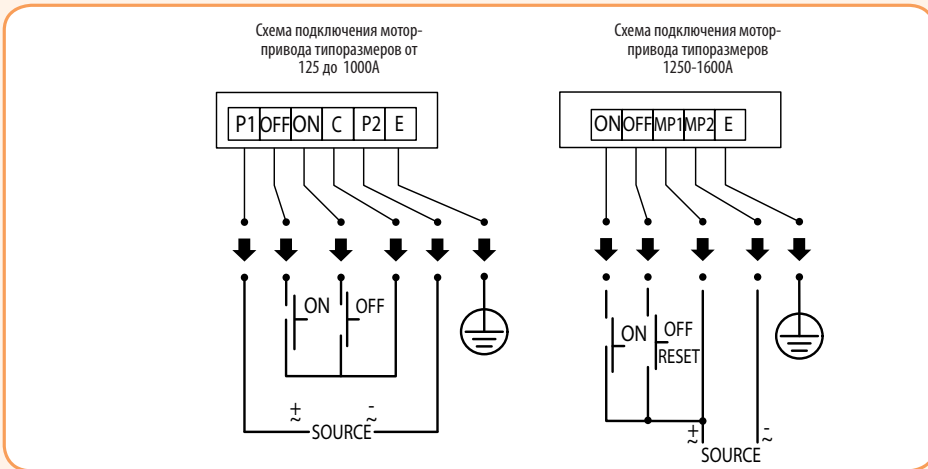 Схема подключения мотор-
привода типоразмеров от
125 до 1000А
P1 OFF ON C P2 E
ON OFF
± ~ - ~
SOURCE
Схема подключения мотор-
привода типоразмеров
1250-1600А
ON OFF MP1 MP2 E
ON OFF
RESET
± ~ - ~
SOURCE